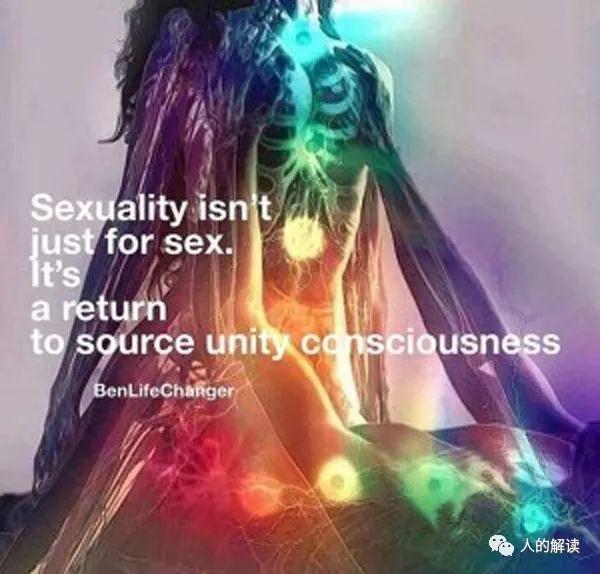 Sexuality isn't
just for sex.
It's
a return
to source unity consciousness
BenLifeChanger
人的解读